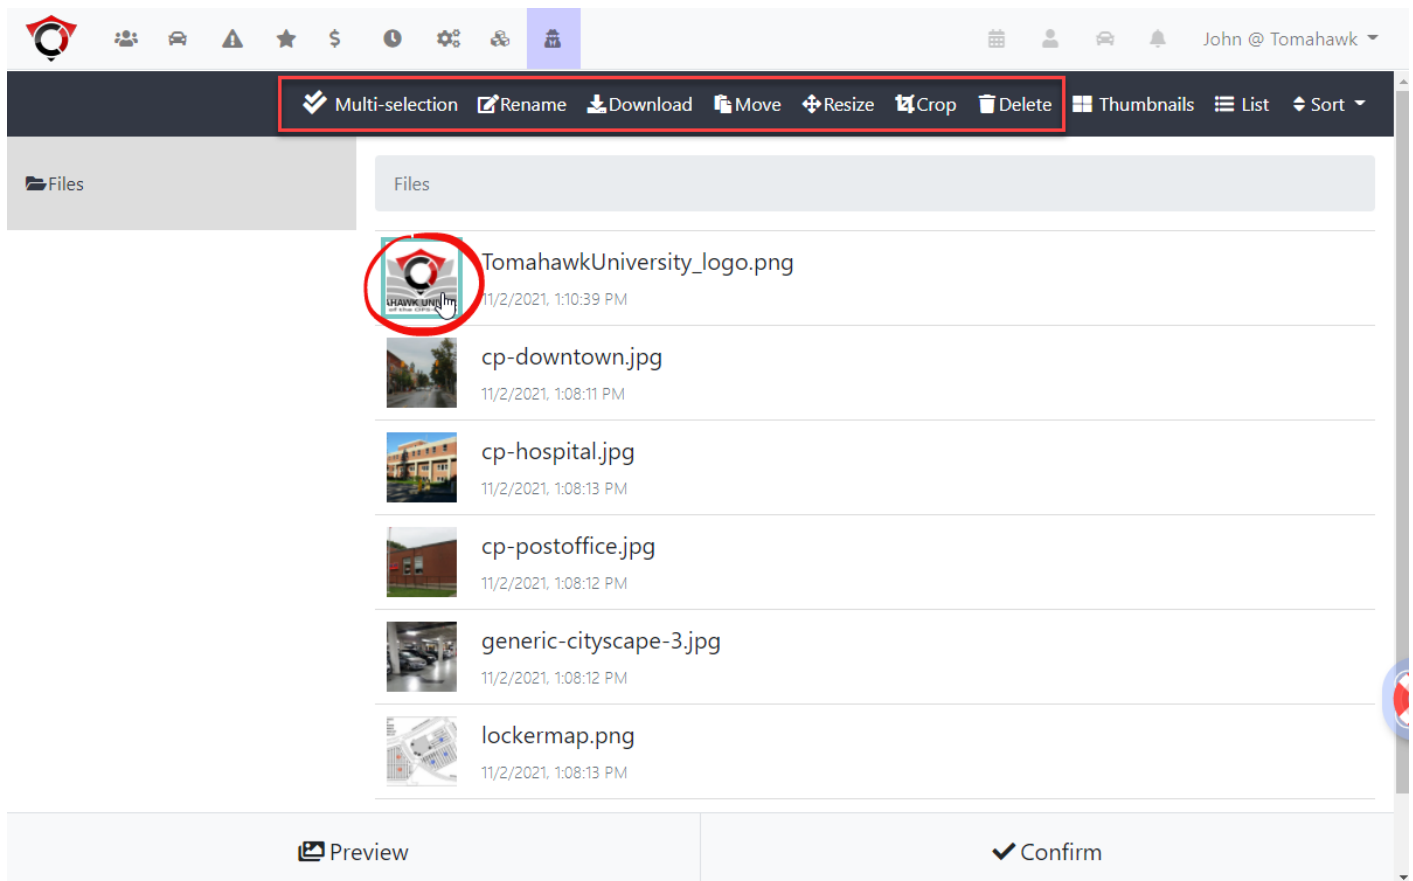 John @ Tomahawk
Multi-selection Rename Download Move Resize Crop Delete Thumbnails List Sort
Files
Files
TomahawkUniversity_logo.png
11/2/2021, 1:10:39 PM
cp-downtown.jpg
11/2/2021, 1:08:11 PM
cp-hospital.jpg
11/2/2021, 1:08:13 PM
cp-postoffice.jpg
11/2/2021, 1:08:12 PM
generic-cityscape-3.jpg
11/2/2021, 1:08:12 PM
lockermap.png
11/2/2021, 1:08:13 PM
Preview Confirm